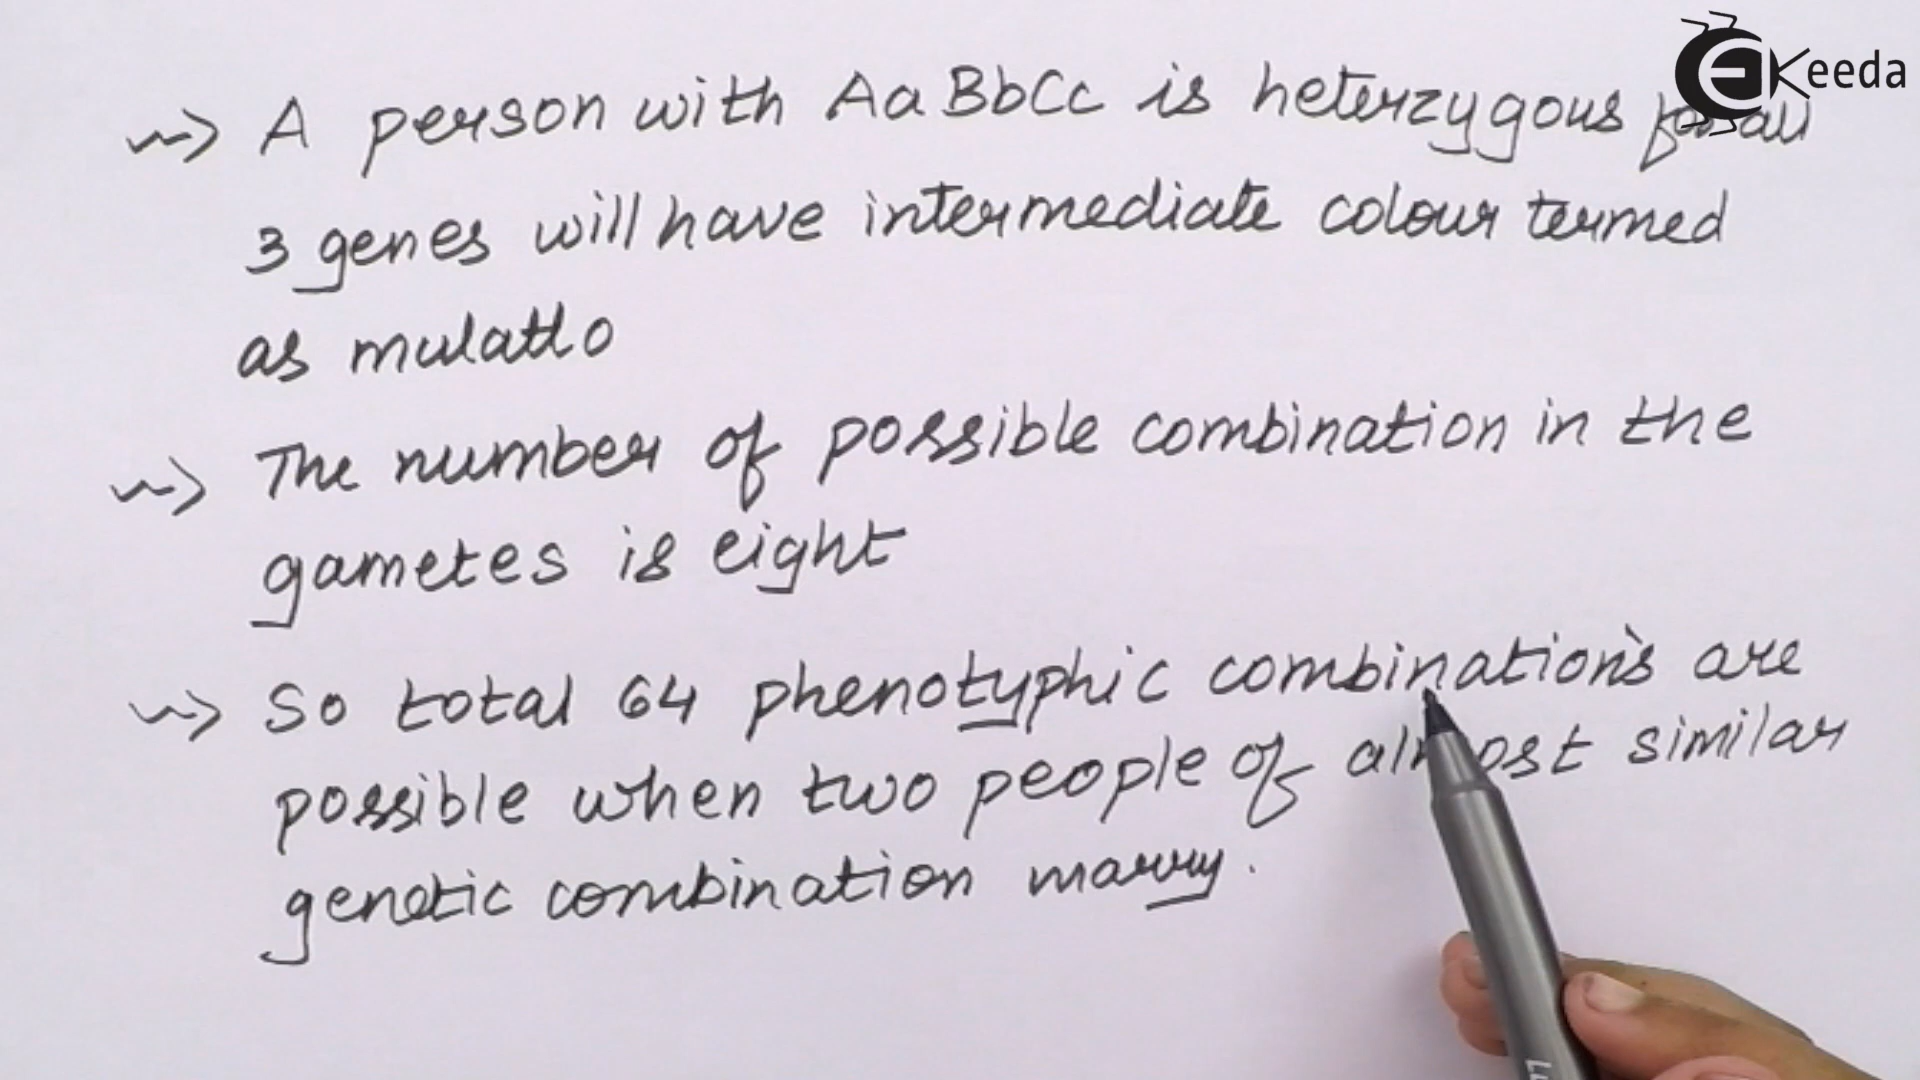 EKeeda
~> A person with AaBbCc is heterzygous for all
3 genes will have intermediate colour termed
as mulatto
~> The number of possible combination in the
gametes is eight
~> So total 64 phenotyphic combinations are
possible when two people of almost similar
genetic combination marry.